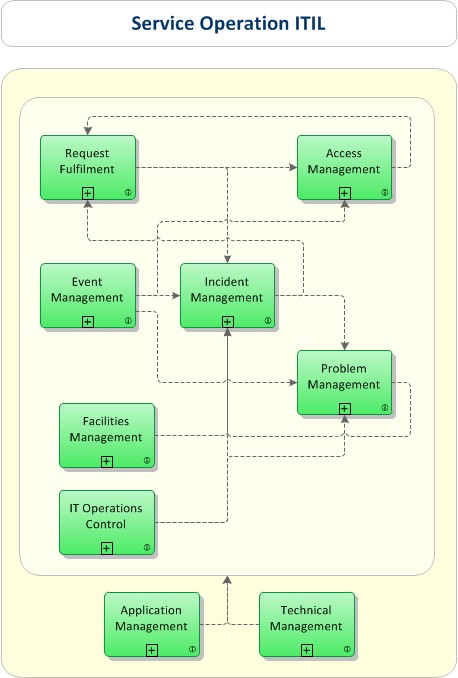 Service Operation ITIL
Request
Fulfilment
Access
Management
Event
Management
Incident
Management
Problem
Management
Facilities
Management
IT Operations
Control
Application
Management
Technical
Management